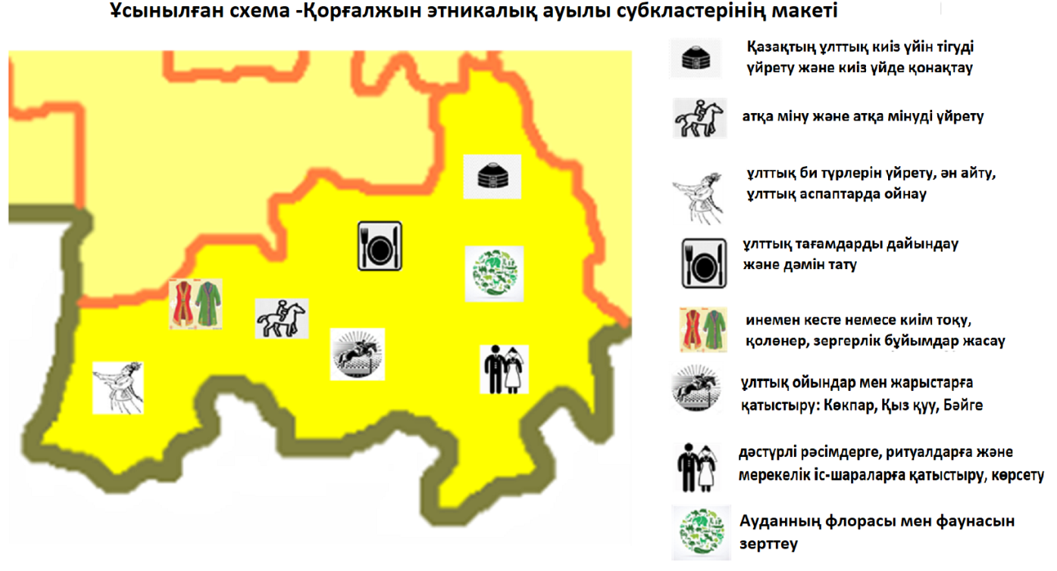 Ұсынылған схема -Қорғалжын этникалық ауылы субкластерінің макеті
Қазақтың ұлттық киіз үйін тігуді
үйрету және киіз үйде қонақтау
атқа міну және атқа мінуді үйрету
ұлттық би түрлерін үйрету, ән айту,
ұлттық аспаптарда ойнау
ұлттық тағамдарды дайындау
және дәмін тату
инемен кесте немесе киім тоқу,
қолөнер, зергерлік бұйымдар жасау
ұлттық ойындар мен жарыстарға
қатыстыру: Көкпар, Қыз қуу, Бәйге
дәстүрлі рәсімдерге, ритуалдарға және
мерекелік іс-шараларға қатыстыру, көрсету
Ауданның флорасы мен фаунасын
зерттеу